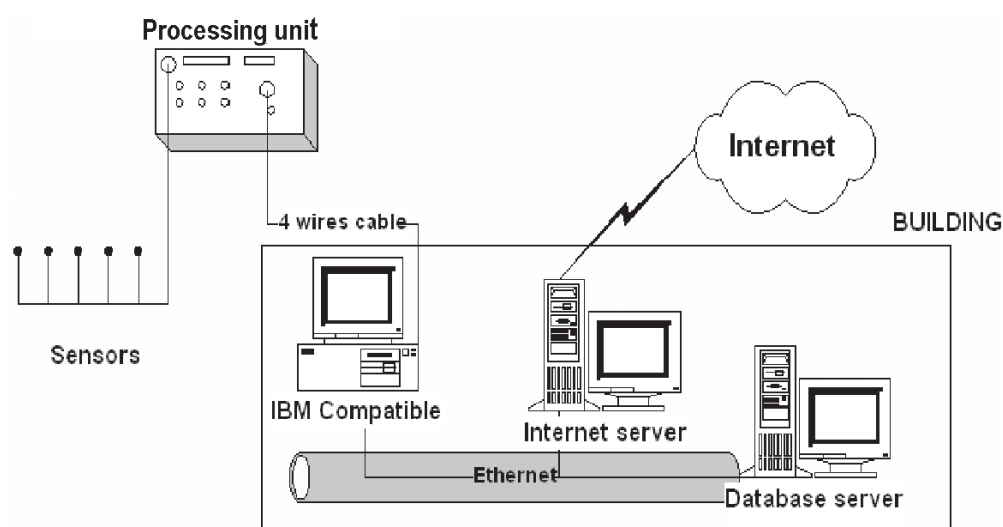 Processing unit
Internet
4 wires cable
BUILDING
Sensors
IBM Compatible
Internet server
Ethernet
Database server